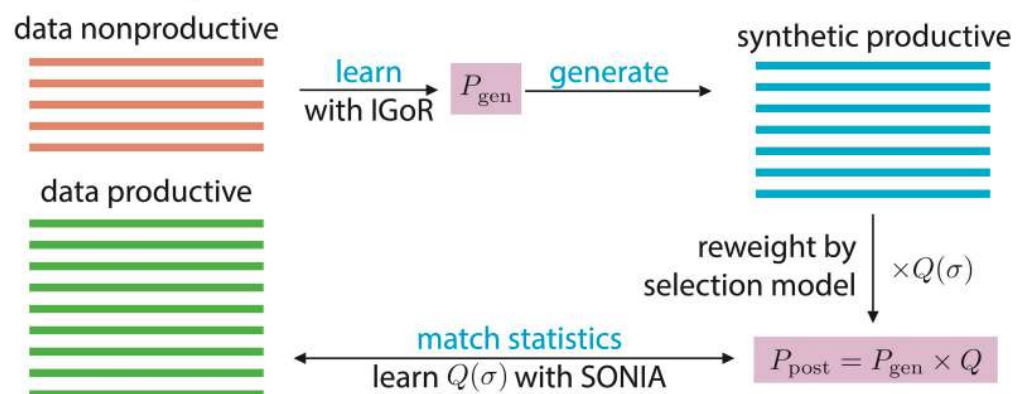 data nonproductive
learn
with IGoR
P_gen
generate
synthetic productive
data productive
reweight by
selection model
×Q(σ)
match statistics
learn Q(σ) with SONIA
P_post = P_gen × Q